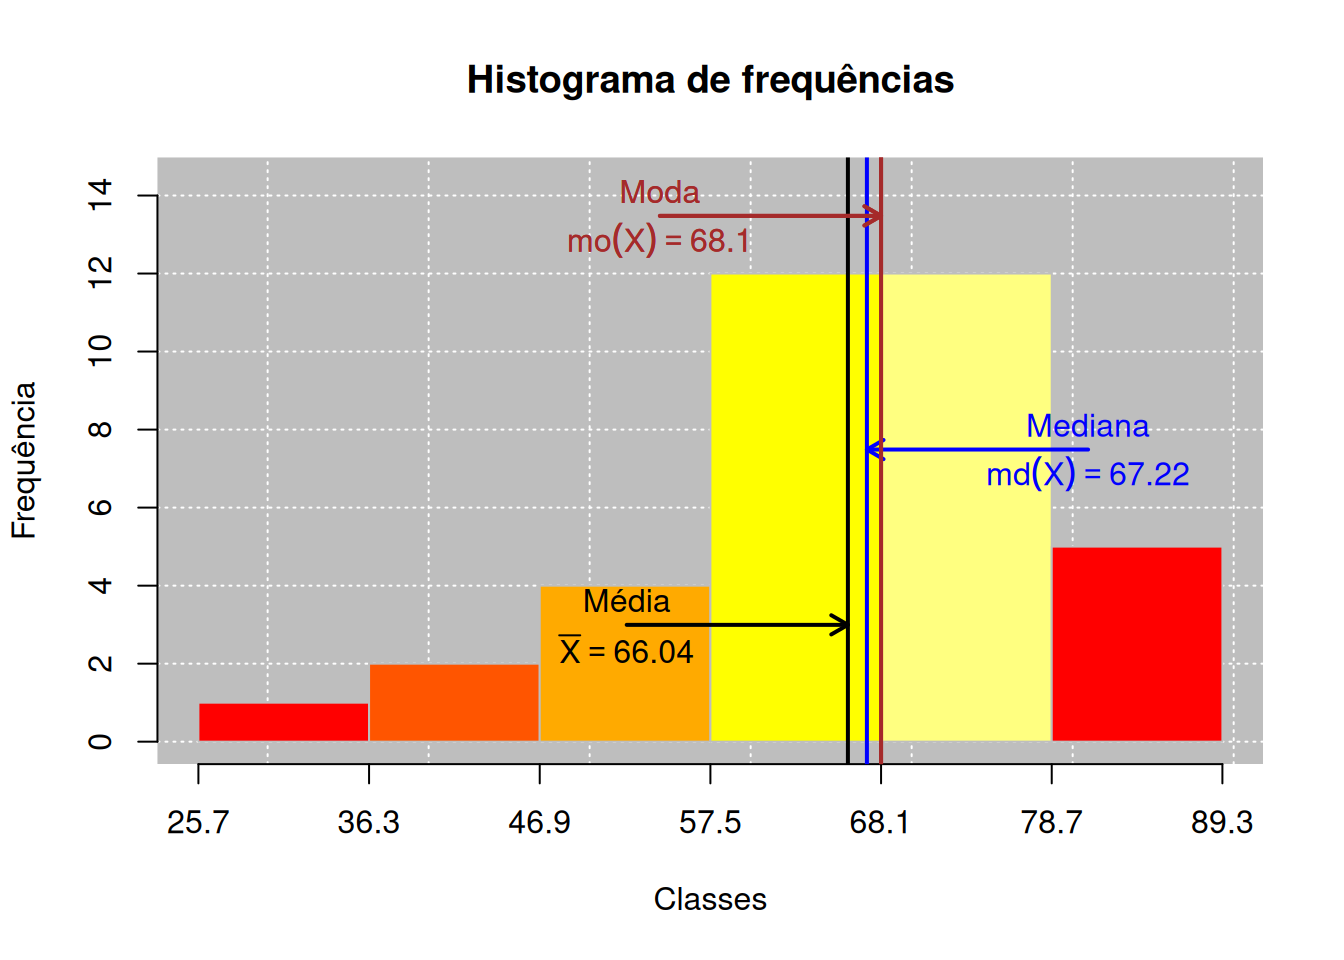 Histograma de frequências
Frequência
14
12
10
8
6
4
2
0
Moda
mo(X) = 68.1
Mediana
md(X) = 67.22
Média
X̅ = 66.04
25.7 36.3 46.9 57.5 68.1 78.7 89.3
Classes